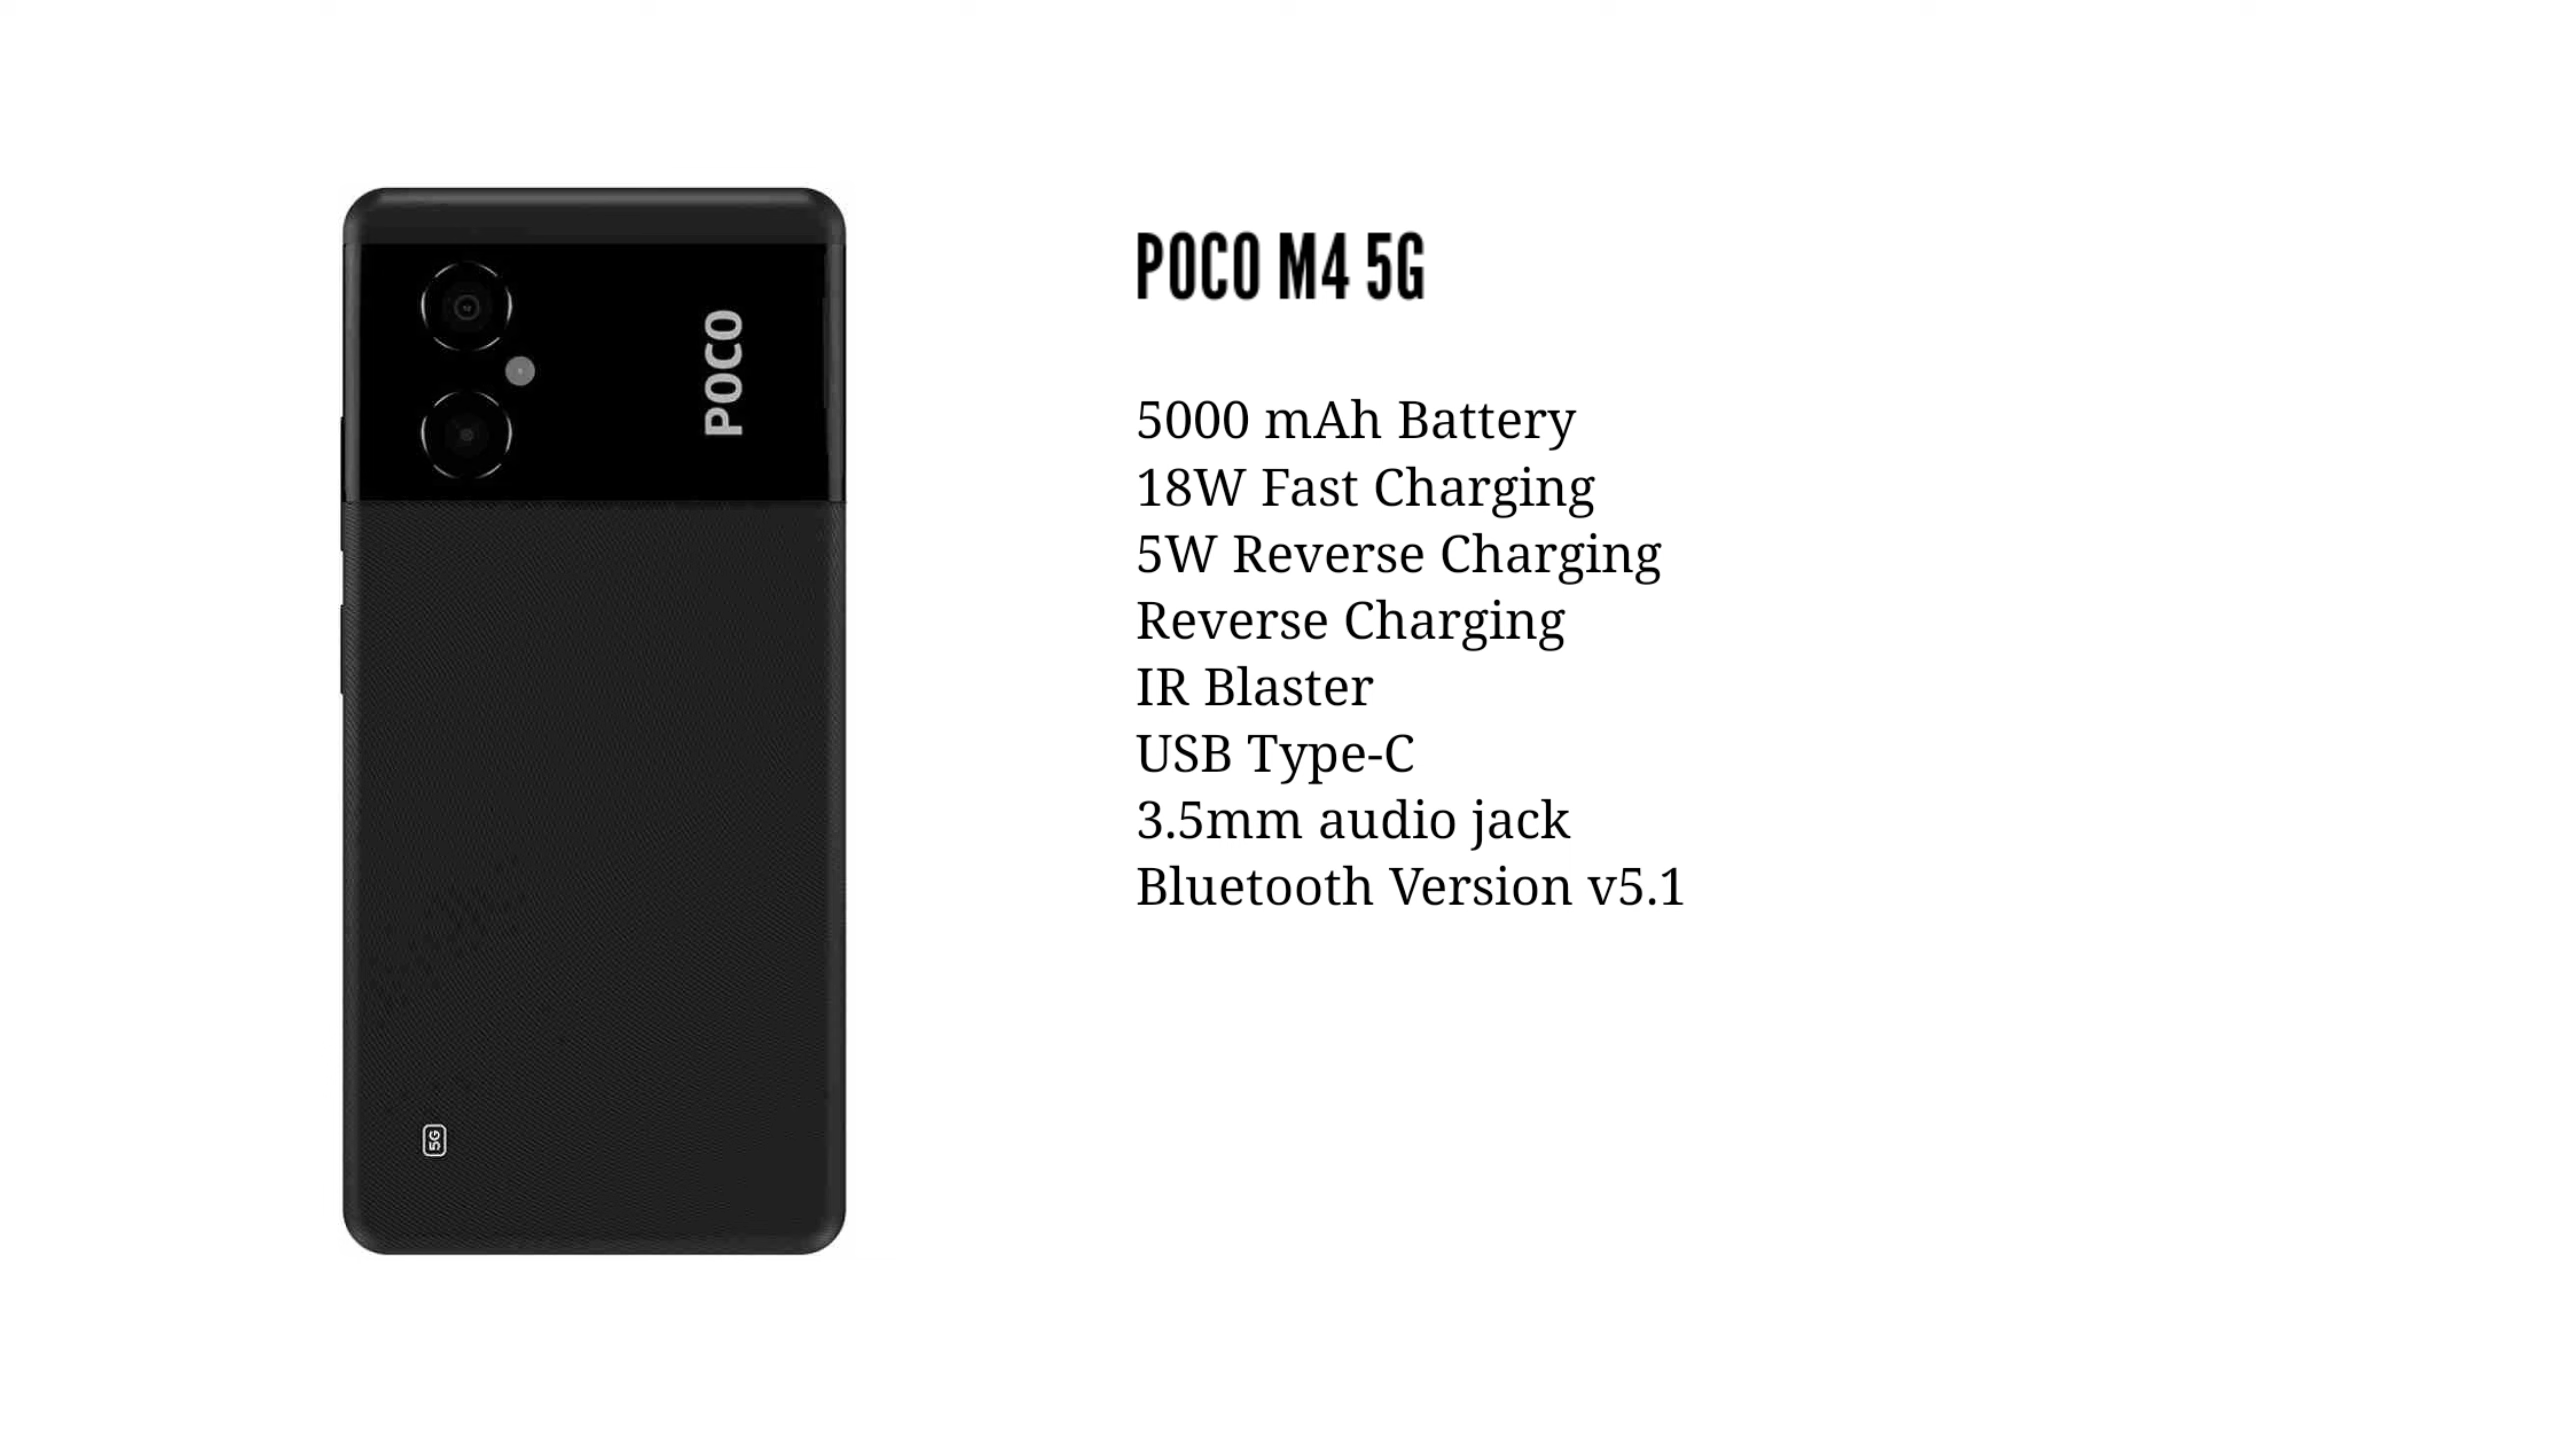 POCO
5G
POCO M4 5G
5000 mAh Battery
18W Fast Charging
5W Reverse Charging
Reverse Charging
IR Blaster
USB Type-C
3.5mm audio jack
Bluetooth Version v5.1